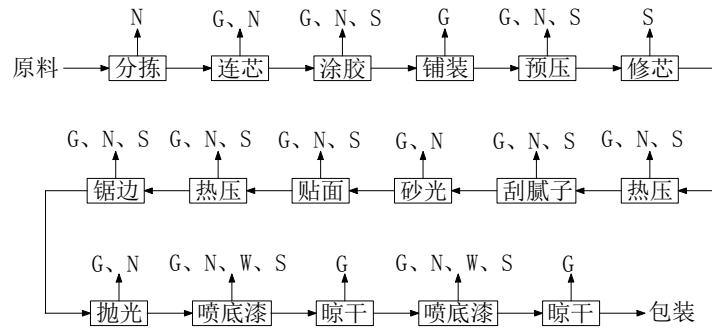 N G、N G、N、S G G、N、S S
原料 分拣 连芯 涂胶 铺装 预压 修芯
G、N、S G、N、S G、N、S G、N G、N、S G、N、S
锯边 热压 贴面 砂光 刮腻子 热压
G、N G、N、W、S G G、N、W、S G
抛光 喷底漆 晾干 喷底漆 晾干 包装